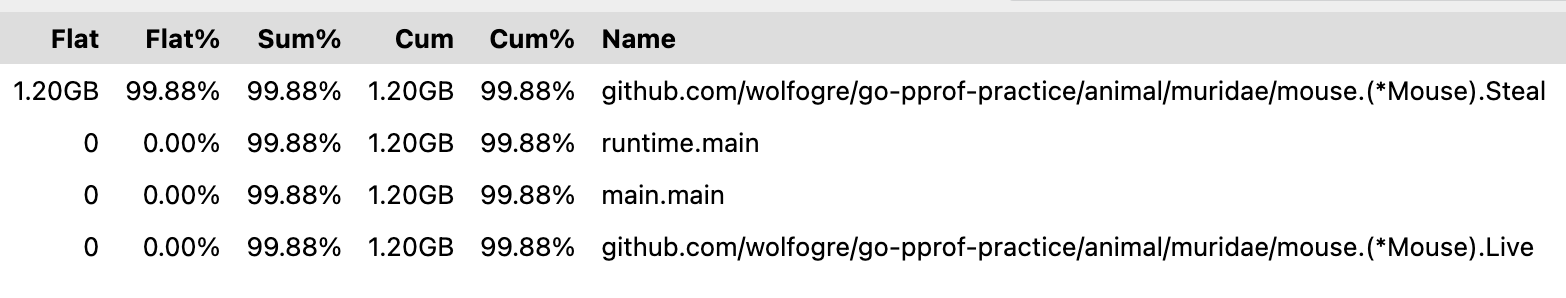 Flat Flat% Sum% Cum Cum% Name
1.20GB 99.88% 99.88% 1.20GB 99.88% github.com/wolfogre/go-pprof-practice/animal/muridae/mouse.(*Mouse).Steal
0 0.00% 99.88% 1.20GB 99.88% runtime.main
0 0.00% 99.88% 1.20GB 99.88% main.main
0 0.00% 99.88% 1.20GB 99.88% github.com/wolfogre/go-pprof-practice/animal/muridae/mouse.(*Mouse).Live